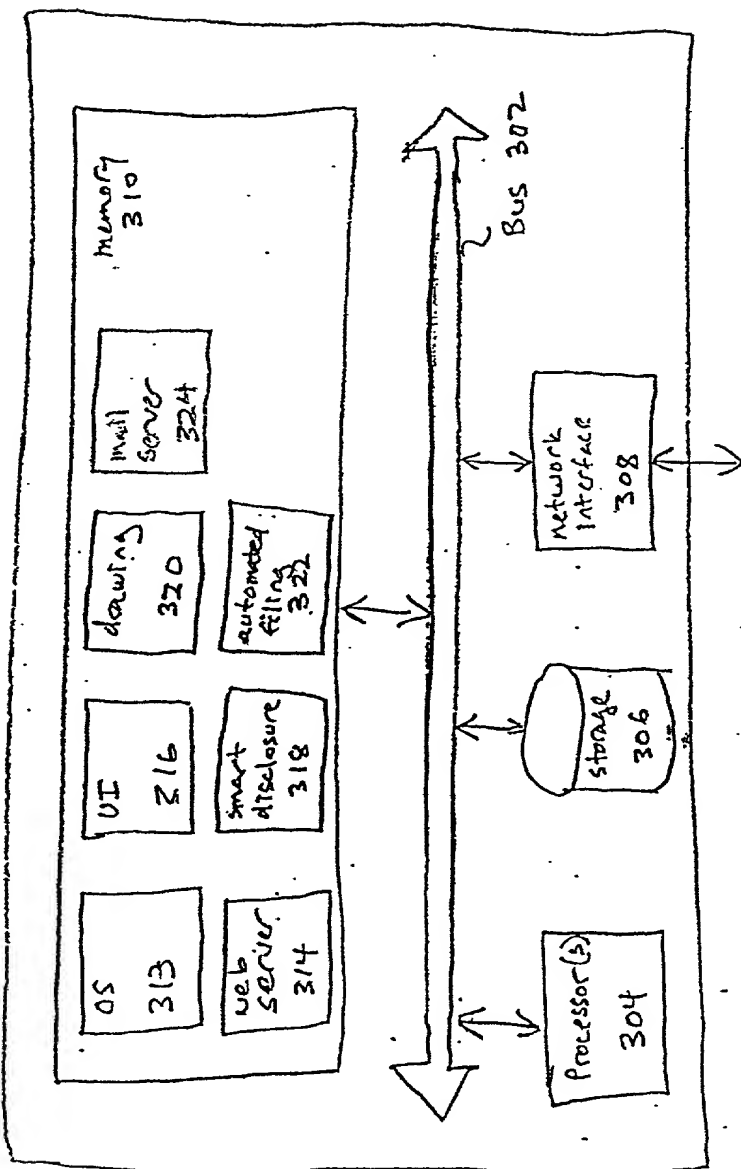 OS
313
UI
316
drawing
320
mail
server
324
memory
310
web
server
314
smart
disclosure
318
automated
filing
322
Bus 302
Processor(s)
304
storage
306
network
interface
308